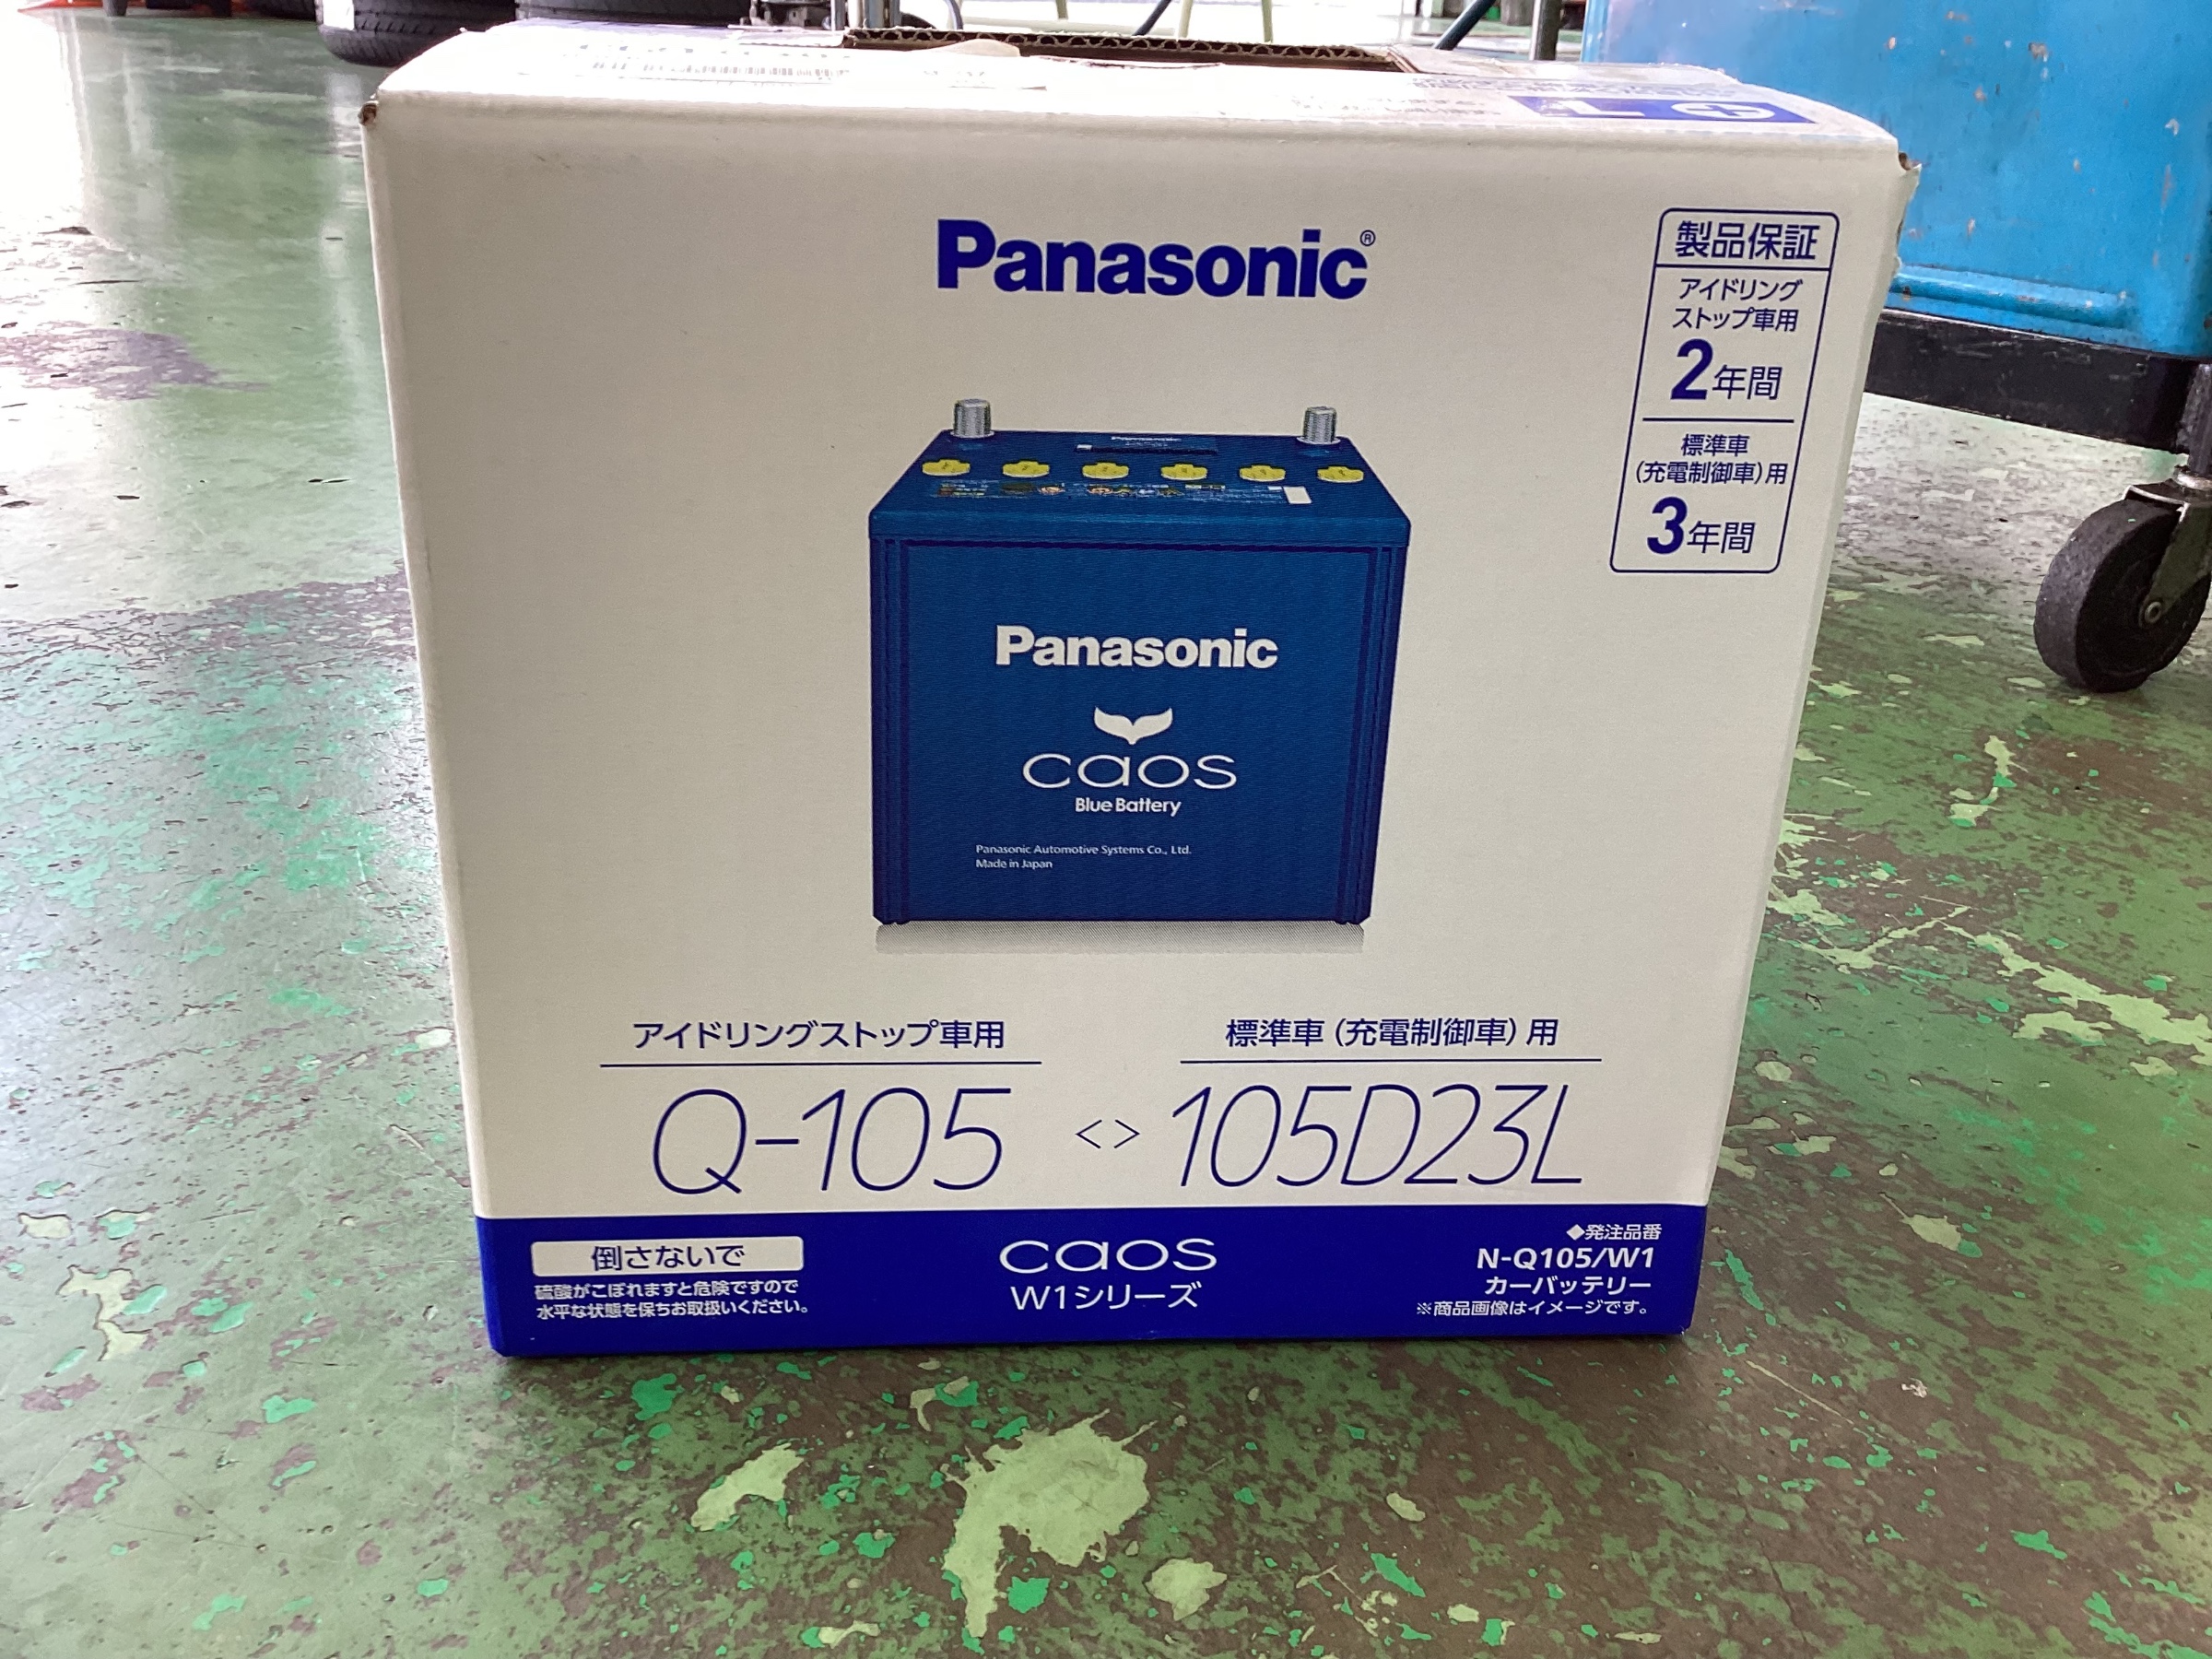 Panasonic®
製品保証
アイドリング
ストップ車用
2年間
標準車
(充電制御車)用
3年間
Panasonic
caos
Blue Battery
Panasonic Automotive Systems Co., Ltd.
Made in Japan
アイドリングストップ車用
標準車(充電制御車)用
Q-105 <> 105D23L
倒さないで
硫酸がこぼれますと危険ですので
水平な状態を保ちお取扱いください。
caos
W1シリーズ
◆発注品番
N-Q105/W1
カーバッテリー
※商品画像はイメージです。